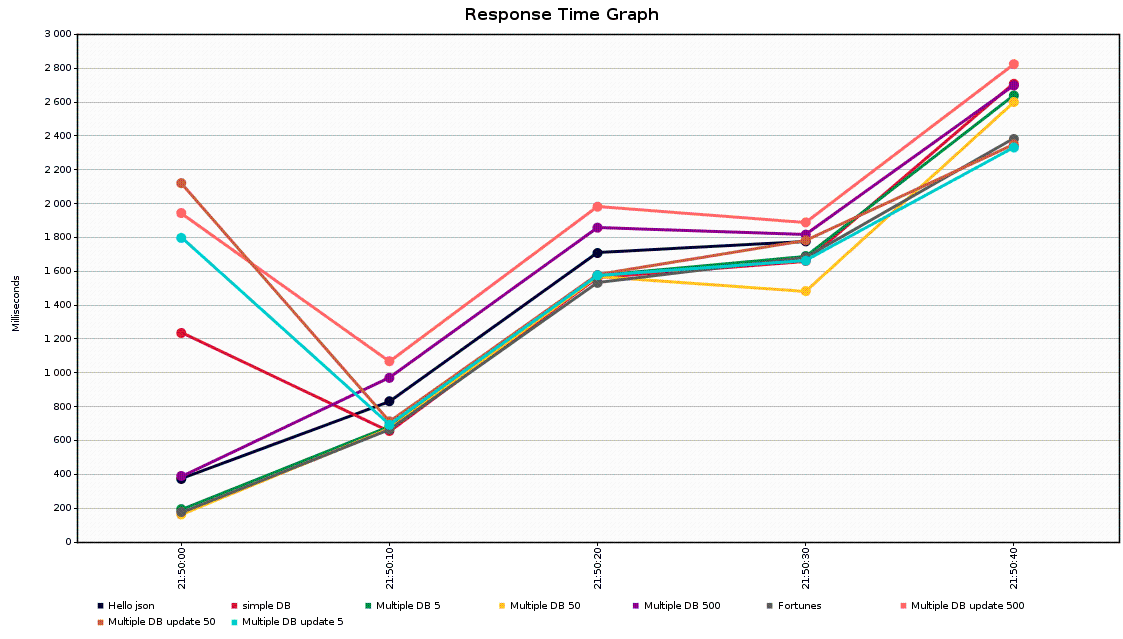 Response Time Graph
3 000
2 800
2 600
2 400
2 200
2 000
1 800
1 600
1 400
1 200
1 000
800
600
400
200
0
Milliseconds
21:50:00
21:50:10
21:50:20
21:50:30
21:50:40
Hello json
simple DB
Multiple DB 5
Multiple DB 50
Multiple DB 500
Fortunes
Multiple DB update 500
Multiple DB update 50
Multiple DB update 5